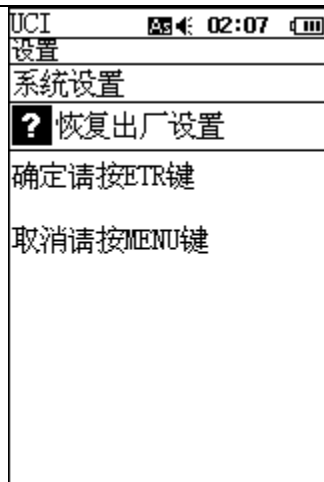 UCI As 02:07
设置
系统设置
? 恢复出厂设置
确定请按ETR键
取消请按MENU键